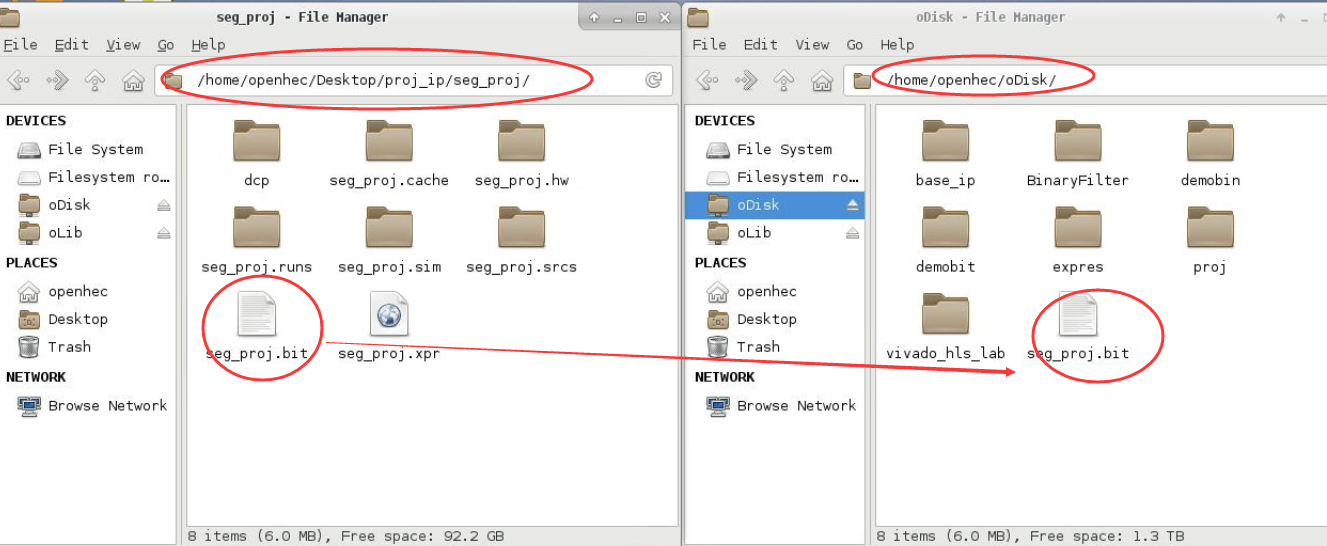 seg_proj - File Manager
File Edit View Go Help
/home/openhec/Desktop/proj_ip/seg_proj/
DEVICES
File System
Filesystem ro...
oDisk
oLib
PLACES
openhec
Desktop
Trash
NETWORK
Browse Network
dcp
seg_proj.cache
seg_proj.hw
seg_proj.runs
seg_proj.sim
seg_proj.srcs
seg_proj.bit
seg_proj.xpr
8 items (6.0 MB), Free space: 92.2 GB
oDisk - File Manager
File Edit View Go Help
/home/openhec/oDisk/
DEVICES
File System
Filesystem ro...
oDisk
oLib
PLACES
openhec
Desktop
Trash
NETWORK
Browse Network
base_ip
BinaryFilter
demobin
demobit
expres
proj
vivado_hls_lab
seg_proj.bit
8 items (6.0 MB), Free space: 1.3 TB